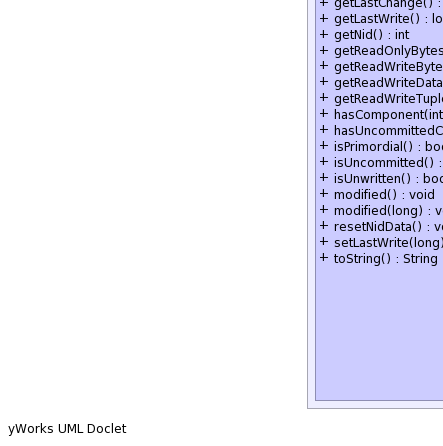 + getLastChange() :
+ getLastWrite() : lo
+ getNid() : int
+ getReadOnlyBytes
+ getReadWriteByte
+ getReadWriteData
+ getReadWriteTupl
+ hasComponent(int
+ hasUncommittedC
+ isPrimordial() : boo
+ isUncommitted() :
+ isUnwritten() : boo
+ modified() : void
+ modified(long) : v
+ resetNidData() : v
+ setLastWrite(long)
+ toString() : String
yWorks UML Doclet